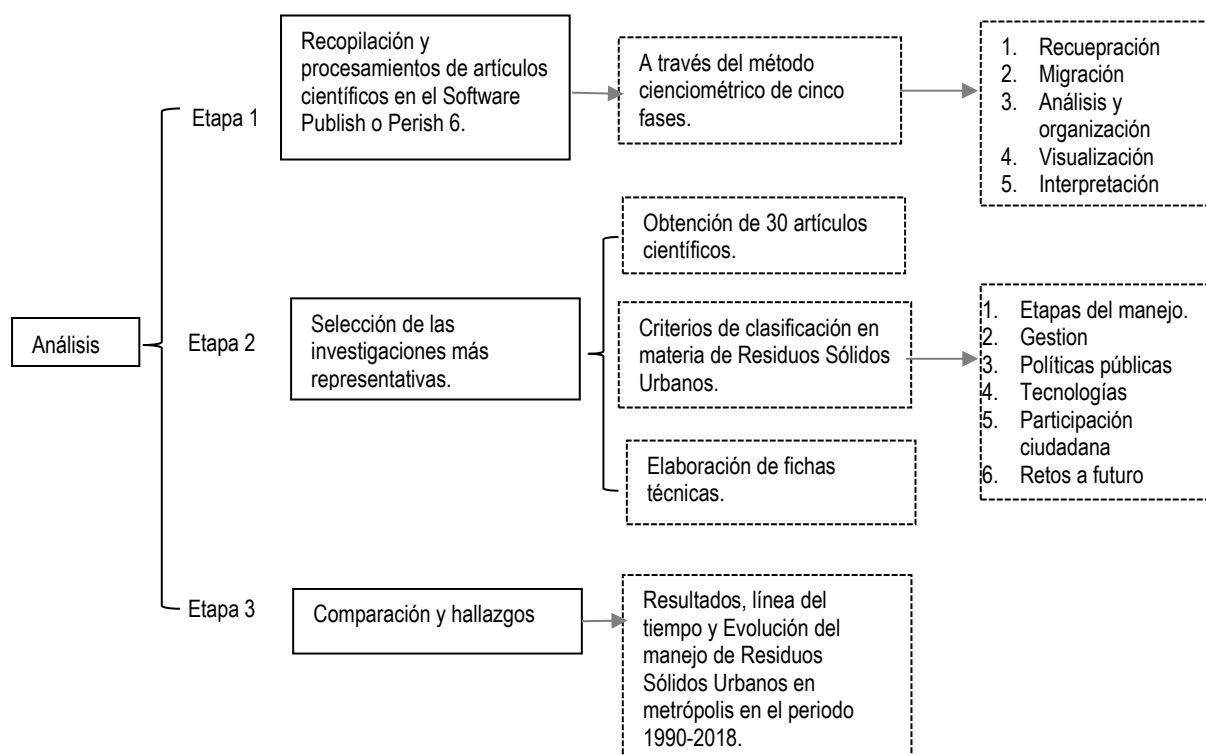 Recopilación y
procesamientos de artículos
científicos en el Software
Publish o Perish 6.
A través del método
cienciométrico de cinco
fases.
1. Recuepración
2. Migración
3. Análisis y
organización
4. Visualización
5. Interpretación
Etapa 1
Obtención de 30 artículos
científicos.
Análisis
Etapa 2
Selección de las
investigaciones más
representativas.
Criterios de clasificación en
materia de Residuos Sólidos
Urbanos.
1. Etapas del manejo.
2. Gestion
3. Políticas públicas
4. Tecnologías
5. Participación
ciudadana
6. Retos a futuro
Elaboración de fichas
técnicas.
Etapa 3
Comparación y hallazgos
Resultados, línea del
tiempo y Evolución del
manejo de Residuos
Sólidos Urbanos en
metrópolis en el periodo
1990-2018.